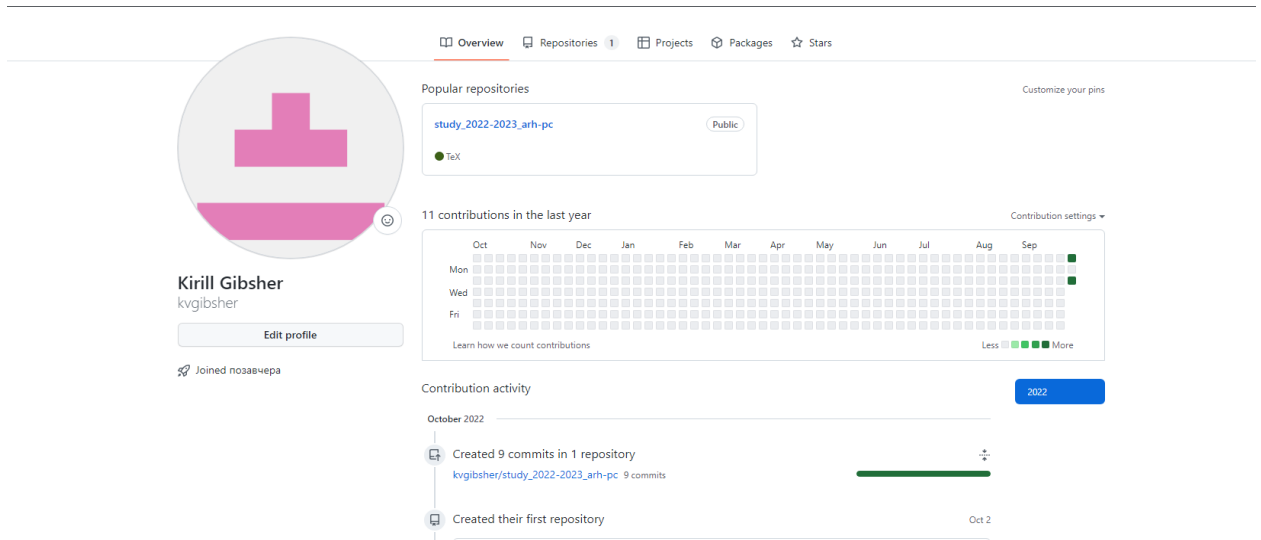 Overview Repositories 1 Projects Packages Stars
Popular repositories Customize your pins
study_2022-2023_arh-pc Public
TeX
11 contributions in the last year Contribution settings
Oct Nov Dec Jan Feb Mar Apr May Jun Jul Aug Sep
Mon
Wed
Fri
Learn how we count contributions Less More
Kirill Gibsher
kvgibsher
Edit profile
Joined позавчера
Contribution activity 2022
October 2022
Created 9 commits in 1 repository
kvgibsher/study_2022-2023_arh-pc 9 commits
Created their first repository Oct 2